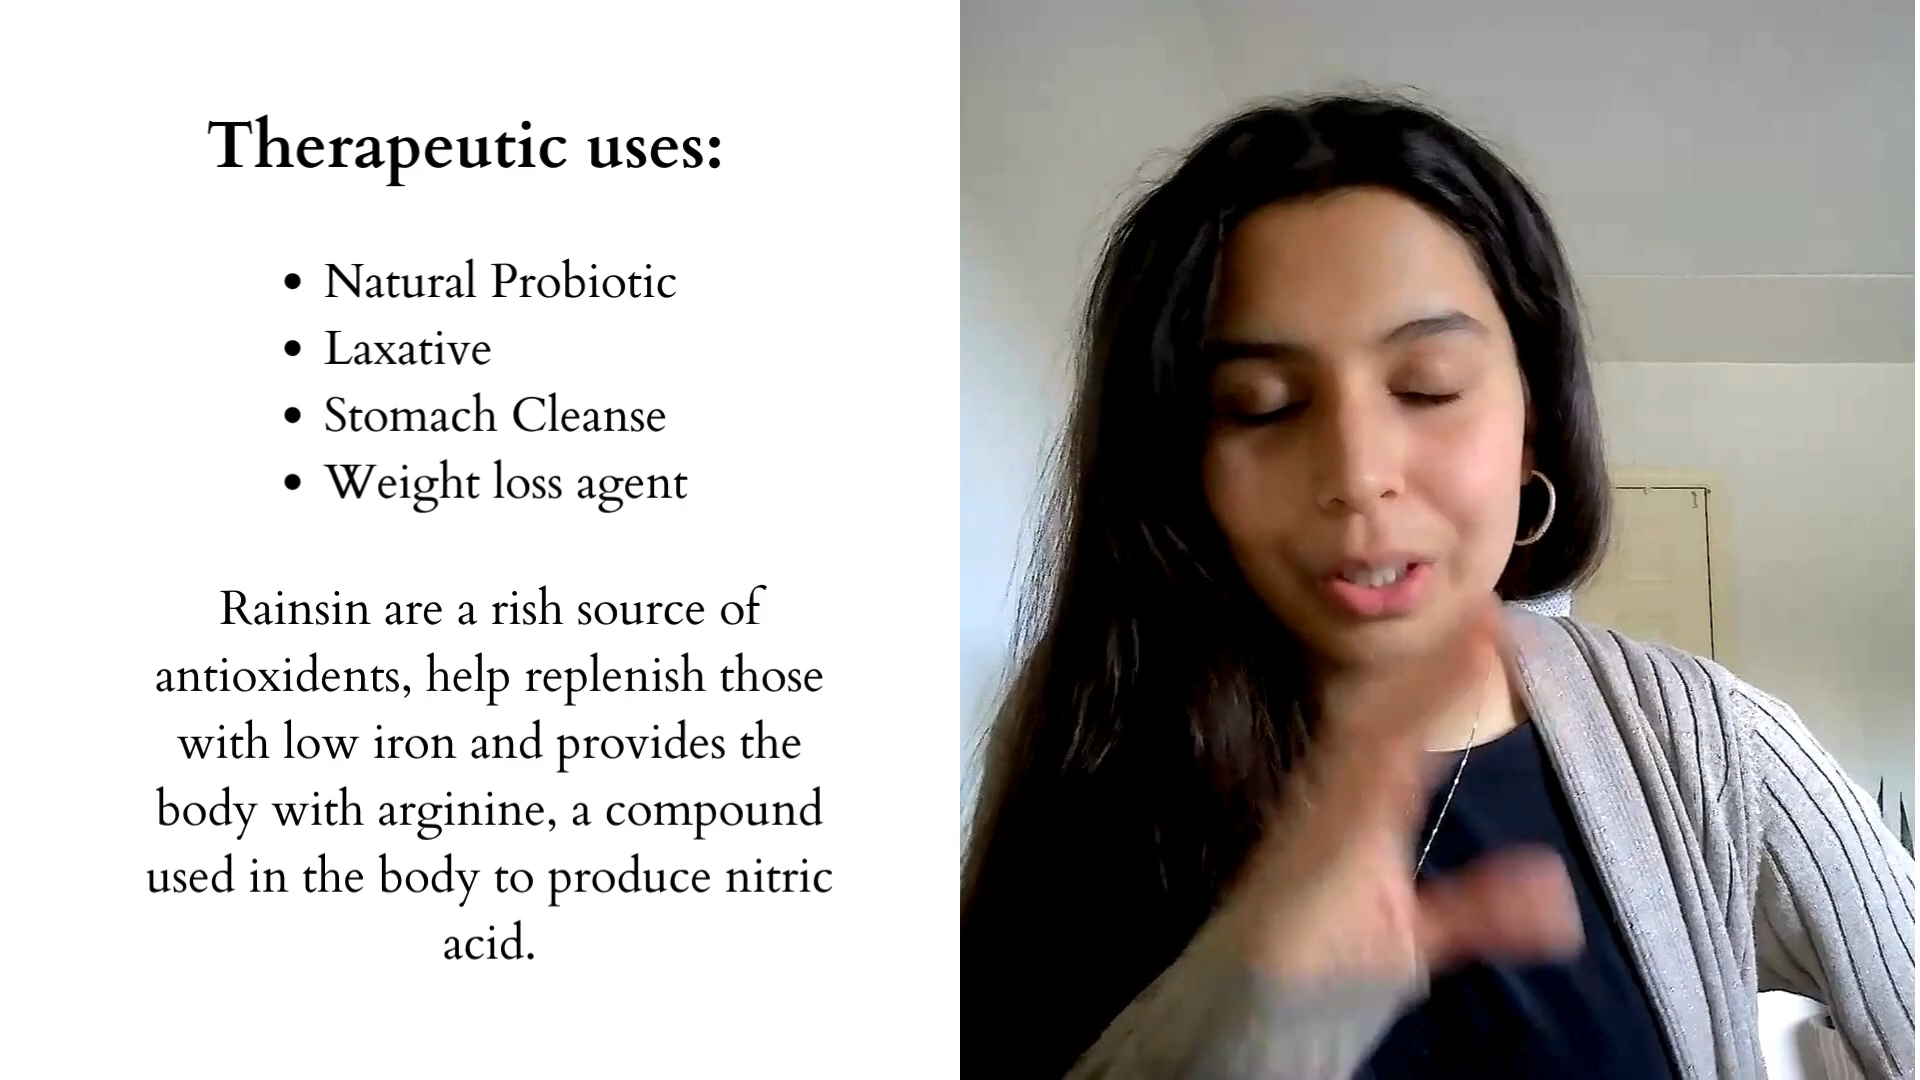 Therapeutic uses:
• Natural Probiotic
• Laxative
• Stomach Cleanse
• Weight loss agent
Rainsin are a rish source of
antioxidents, help replenish those
with low iron and provides the
body with arginine, a compound
used in the body to produce nitric
acid.